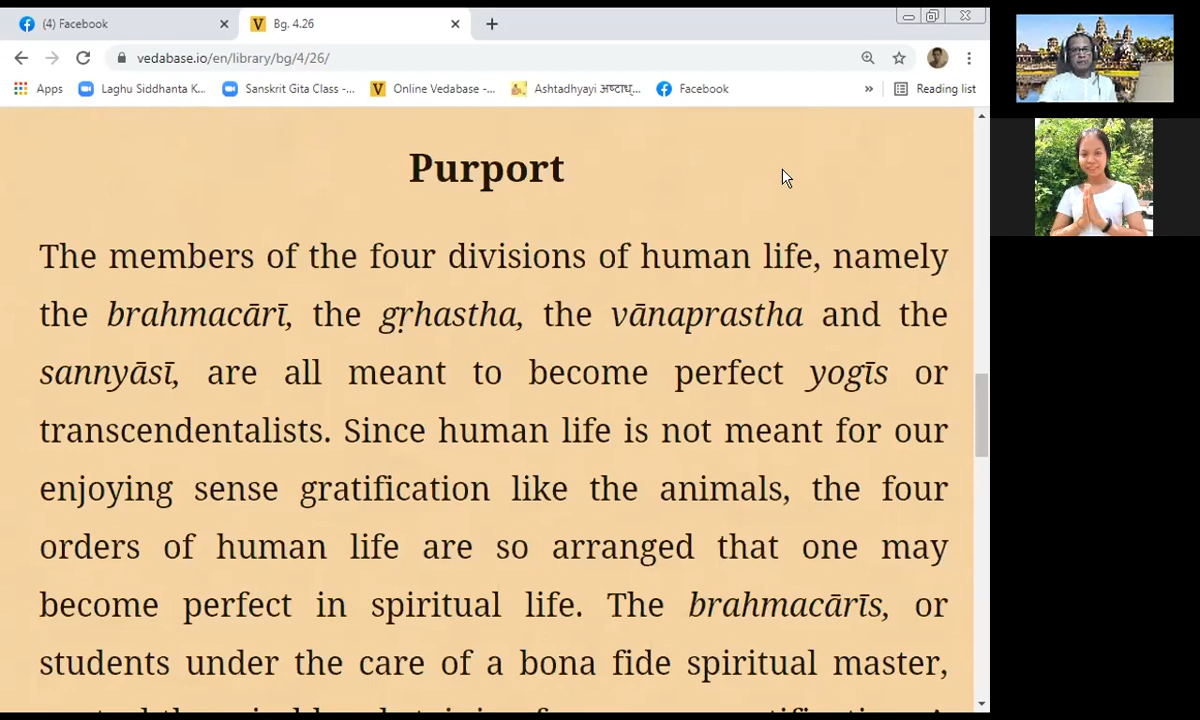 (4) Facebook
Bg. 4.26
vedabase.io/en/library/bg/4/26/
Apps
Laghu Siddhanta K...
Sanskrit Gita Class -...
Online Vedabase -...
Ashtadhyayi अष्टाध्...
Facebook
»
Reading list
Purport
The members of the four divisions of human life, namely
the brahmacārī, the gṛhastha, the vānaprastha and the
sannyāsī, are all meant to become perfect yogīs or
transcendentalists. Since human life is not meant for our
enjoying sense gratification like the animals, the four
orders of human life are so arranged that one may
become perfect in spiritual life. The brahmacārīs, or
students under the care of a bona fide spiritual master,